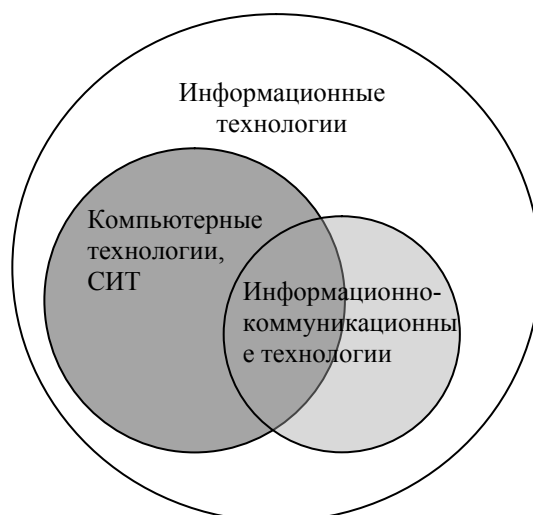 Информационные
технологии
Компьютерные
технологии,
СИТ
Информационно-
коммуникационны
е технологии